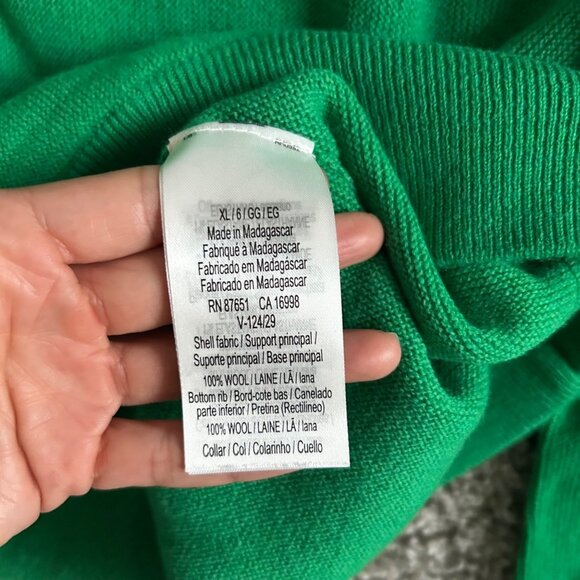 XL / 6 / GG / EG
Made in Madagascar
Fabriqué à Madagascar
Fabricado em Madagáscar
Fabricado en Madagascar
RN 87651 CA 16998
V-124/29
Shell fabric / Support principal /
Suporte principal / Base principal
100% WOOL / LAINE / LÃ / lana
Bottom rib / Bord-cote bas / Canelado
parte inferior / Pretina (Rectilineo)
100% WOOL / LAINE / LÃ / lana
Collar / Col / Colarinho / Cuello